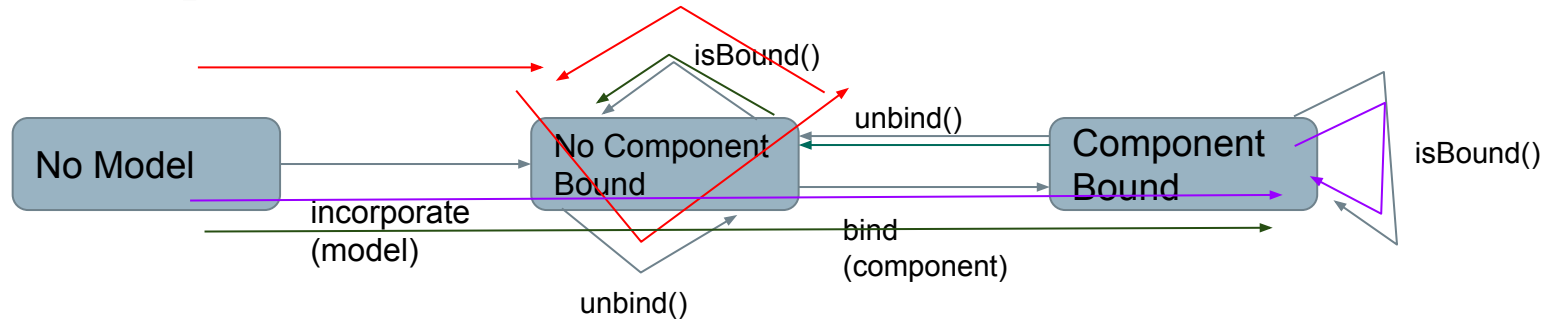 isBound()
No Model
incorporate
(model)
No Component
Bound
unbind()
unbind()
bind
(component)
Component
Bound
isBound()